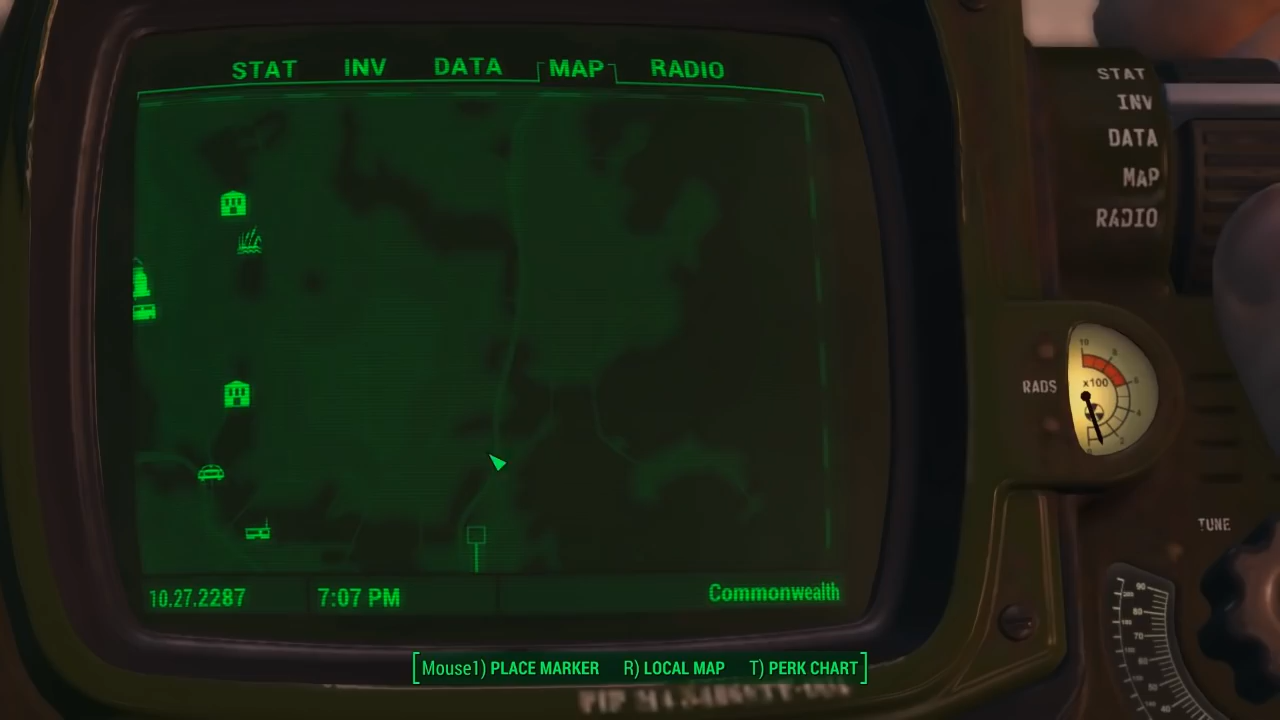 STAT INV DATA MAP RADIO
STAT
INV
DATA
MAP
RADIO
RADS
x100
TUNE
10.27.2287 7:07 PM Commonwealth
Mouse1) PLACE MARKER R) LOCAL MAP T) PERK CHART